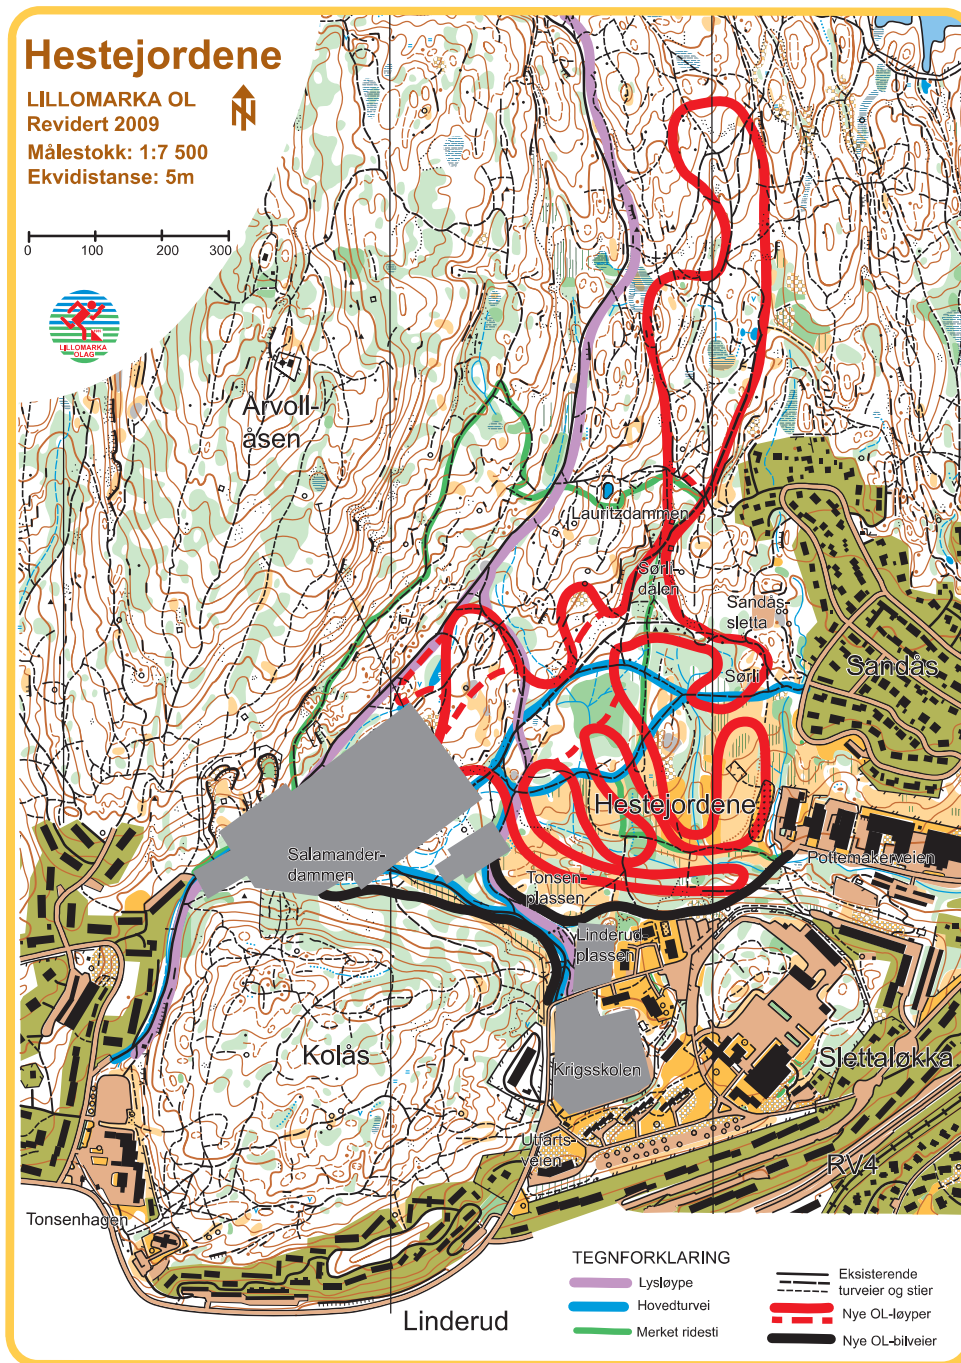 Hestejordene
LILLOMARKA OL
Revidert 2009
Målestokk: 1:7 500
Ekvidistanse: 5m
N
0 100 200 300
LILLOMARKA
OLAG
Årvoll-
åsen
Lauritzdammen
Sørli-
dalen
Sandås-
sletta
Sandås
Sørli
Hestejordene
Pottemakerveien
Salamander-
dammen
Tonsen
plassen
Linderud-
plassen
Kolås
Krigsskolen
Slettaløkka
Utfarts-
veien
RV4
Tonsenhagen
Linderud
TEGNFORKLARING
Lysløype
Hovedturvei
Merket ridesti
Eksisterende
turveier og stier
Nye OL-løyper
Nye OL-bilveier